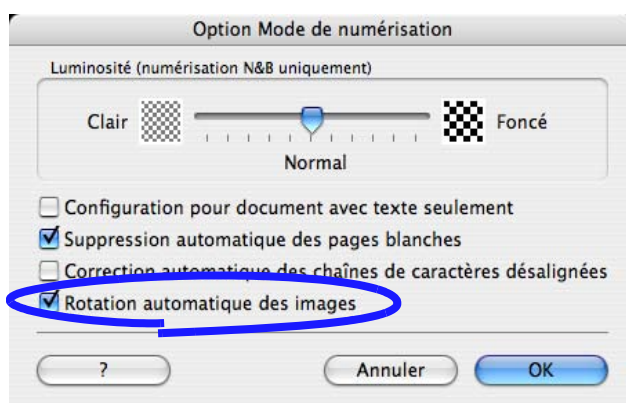 Option Mode de numérisation
Luminosité (numérisation N&B uniquement)
Clair Foncé
Normal
Configuration pour document avec texte seulement
Suppression automatique des pages blanches
Correction automatique des chaînes de caractères désalignées
Rotation automatique des images
? Annuler OK